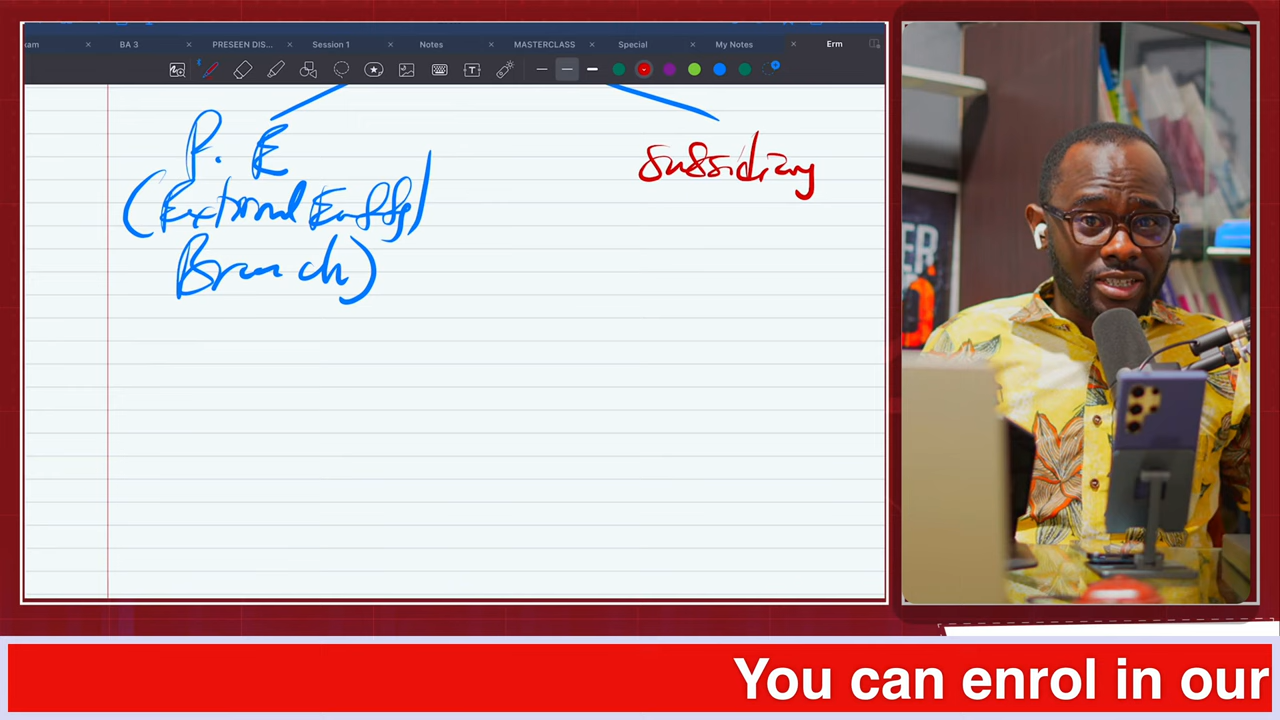 am BA 3 PRESEEN DIS... Session 1 Notes MASTERCLASS Special My Notes Erm
P. E
(External Entity)
Branch)
subsidiary
You can enrol in our